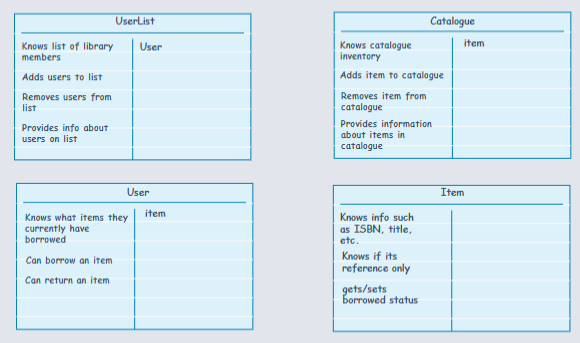 UserList
Knows list of library
members
User
Adds users to list
Removes users from
list
Provides info about
users on list
Catalogue
Knows catalogue
inventory
item
Adds item to catalogue
Removes item from
catalogue
Provides information
about items in
catalogue
User
Knows what items they
currently have
borrowed
item
Can borrow an item
Can return an item
Item
Knows info such
as ISBN, title,
etc.
Knows if its
reference only
gets/sets
borrowed status